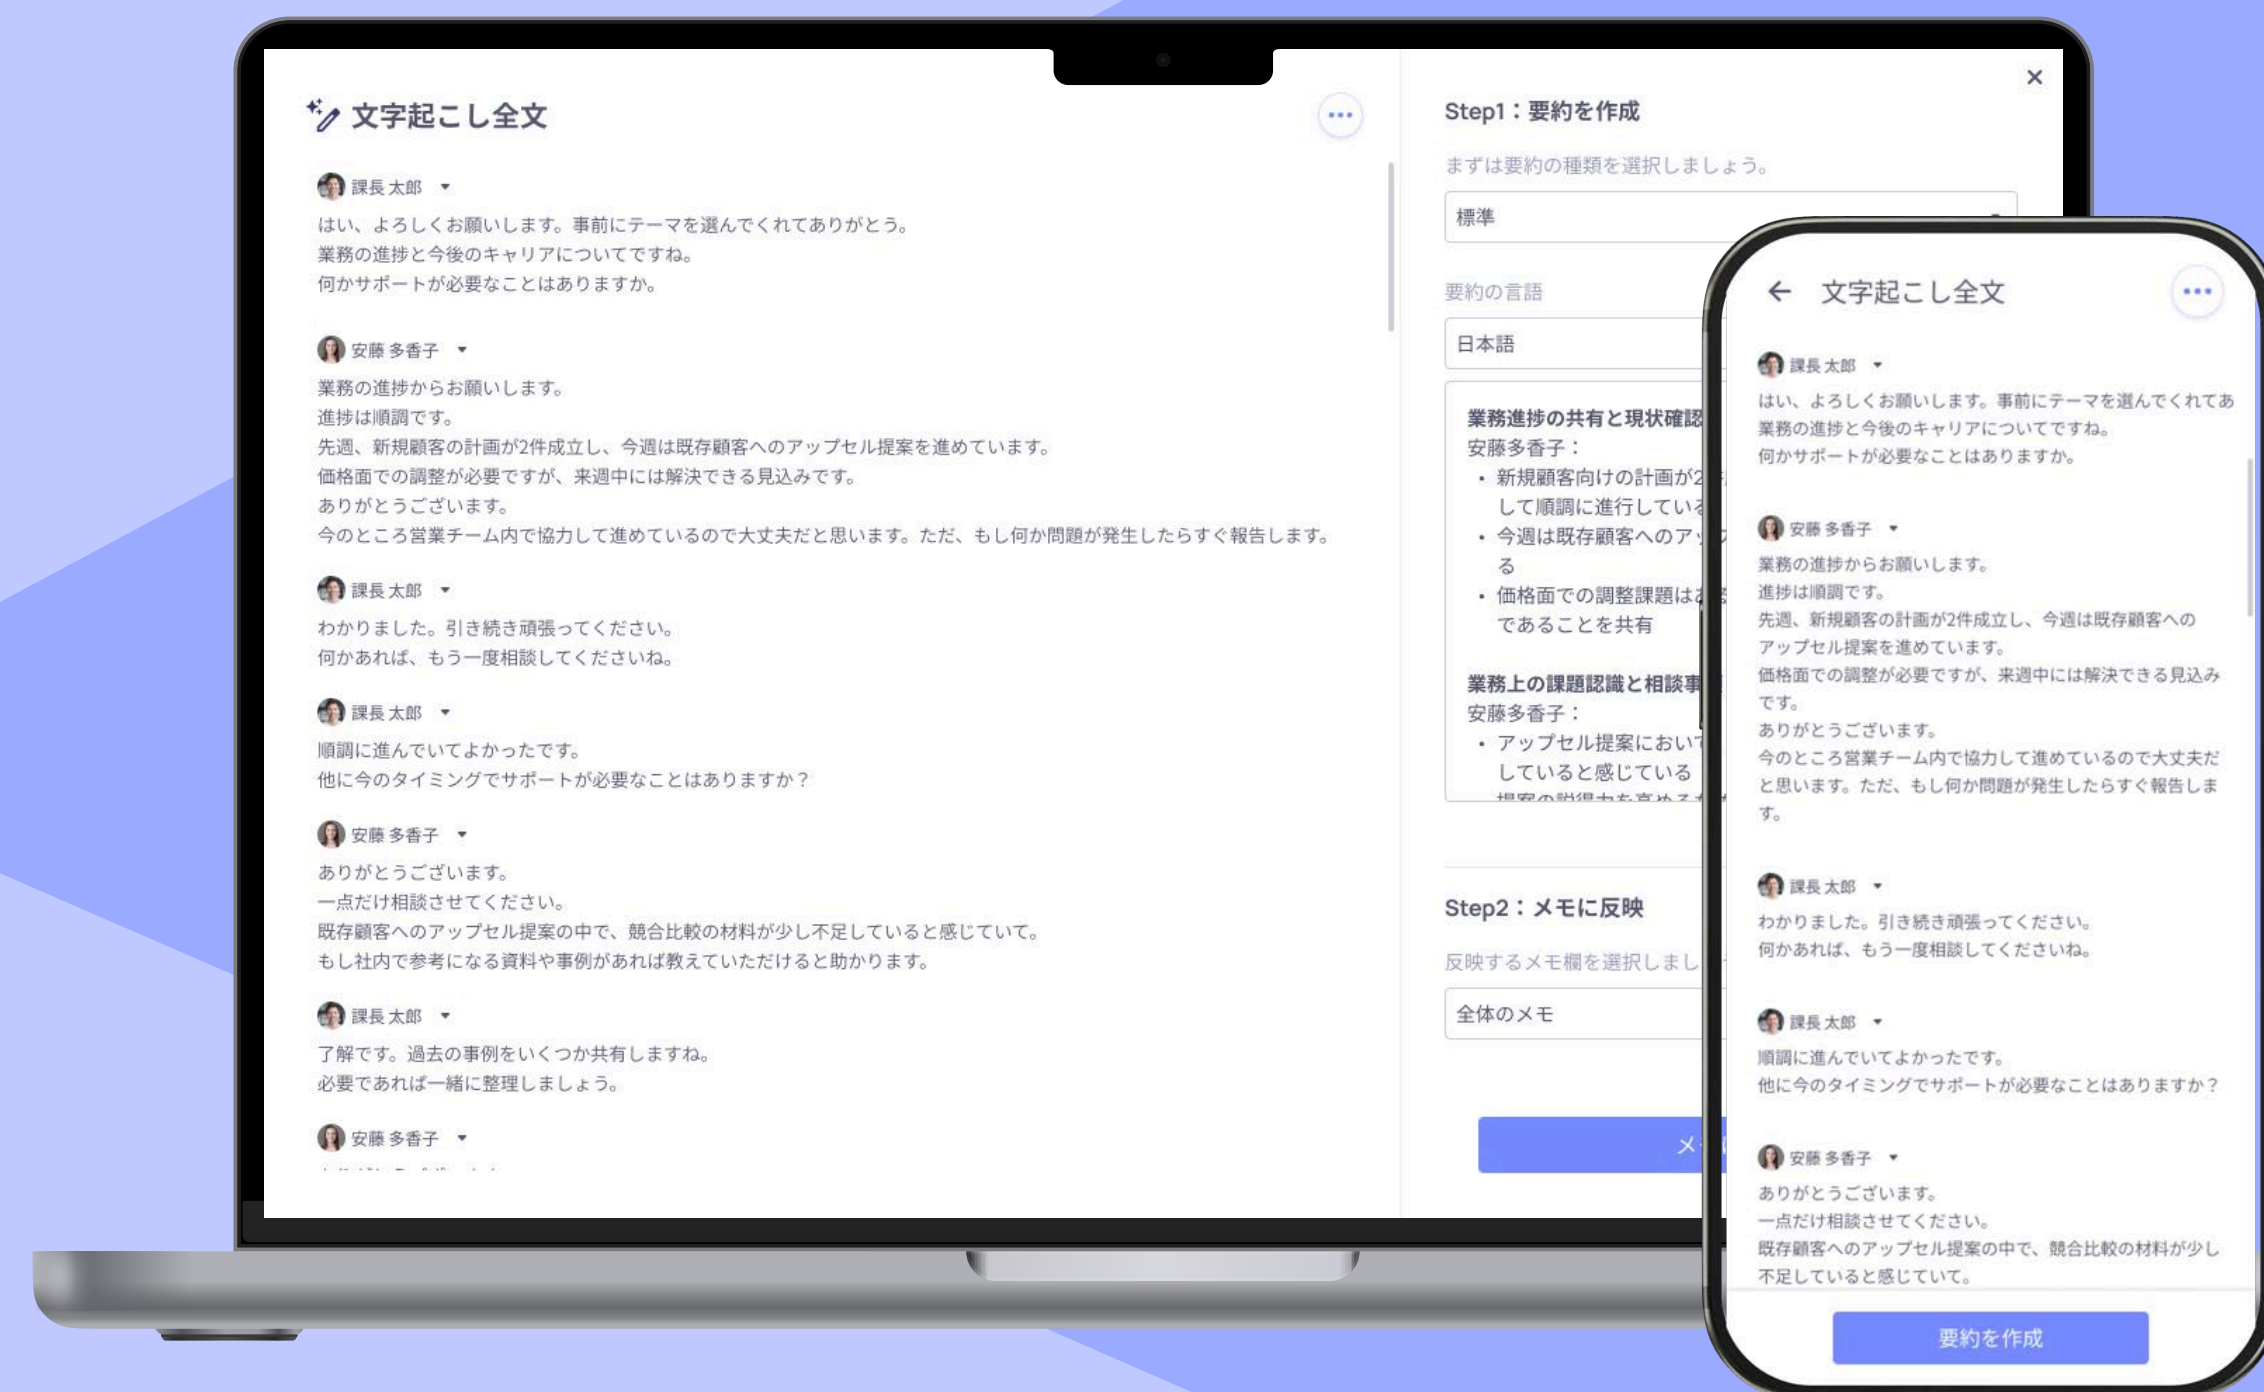 文字起こし全文
課長 太郎
はい、よろしくお願いします。事前にテーマを選んでくれてありがとう。
業務の進捗と今後のキャリアについてですね。
何かサポートが必要なことはありますか。
安藤 多香子
業務の進捗からお願いします。
進捗は順調です。
先週、新規顧客の計画が2件成立し、今週は既存顧客へのアップセル提案を進めています。
価格面での調整が必要ですが、来週中には解決できる見込みです。
ありがとうございます。
今のところ営業チーム内で協力して進めているので大丈夫だと思います。ただ、もし何か問題が発生したらすぐ報告します。
課長 太郎
わかりました。引き続き頑張ってください。
何かあれば、もう一度相談してくださいね。
課長 太郎
順調に進んでいてよかったです。
他に今のタイミングでサポートが必要なことはありますか？
安藤 多香子
ありがとうございます。
一点だけ相談させてください。
既存顧客へのアップセル提案の中で、競合比較の材料が少し不足していると感じていて。
もし社内で参考になる資料や事例があれば教えていただけると助かります。
課長 太郎
了解です。過去の事例をいくつか共有しますね。
必要であれば一緒に整理しましょう。
安藤 多香子
Step1：要約を作成
まずは要約の種類を選択しましょう。
標準
要約の言語
日本語
業務進捗の共有と現状確認
安藤多香子：
• 新規顧客向けの計画が2
して順調に進行している
• 今週は既存顧客へのアップ
る
• 価格面での調整課題はある
であることを共有
業務上の課題認識と相談事
安藤多香子：
• アップセル提案において
していると感じている
提案の説得力を高めるた
Step2：メモに反映
反映するメモ欄を選択しまし
全体のメモ
メモ
文字起こし全文
課長 太郎
はい、よろしくお願いします。事前にテーマを選んでくれてあ
業務の進捗と今後のキャリアについてですね。
何かサポートが必要なことはありますか。
安藤 多香子
業務の進捗からお願いします。
進捗は順調です。
先週、新規顧客の計画が2件成立し、今週は既存顧客への
アップセル提案を進めています。
価格面での調整が必要ですが、来週中には解決できる見込み
です。
ありがとうございます。
今のところ営業チーム内で協力して進めているので大丈夫だ
と思います。ただ、もし何か問題が発生したらすぐ報告しま
す。
課長 太郎
わかりました。引き続き頑張ってください。
何かあれば、もう一度相談してくださいね。
課長 太郎
順調に進んでいてよかったです。
他に今のタイミングでサポートが必要なことはありますか？
安藤 多香子
ありがとうございます。
一点だけ相談させてください。
既存顧客へのアップセル提案の中で、競合比較の材料が少し
不足していると感じていて。
要約を作成